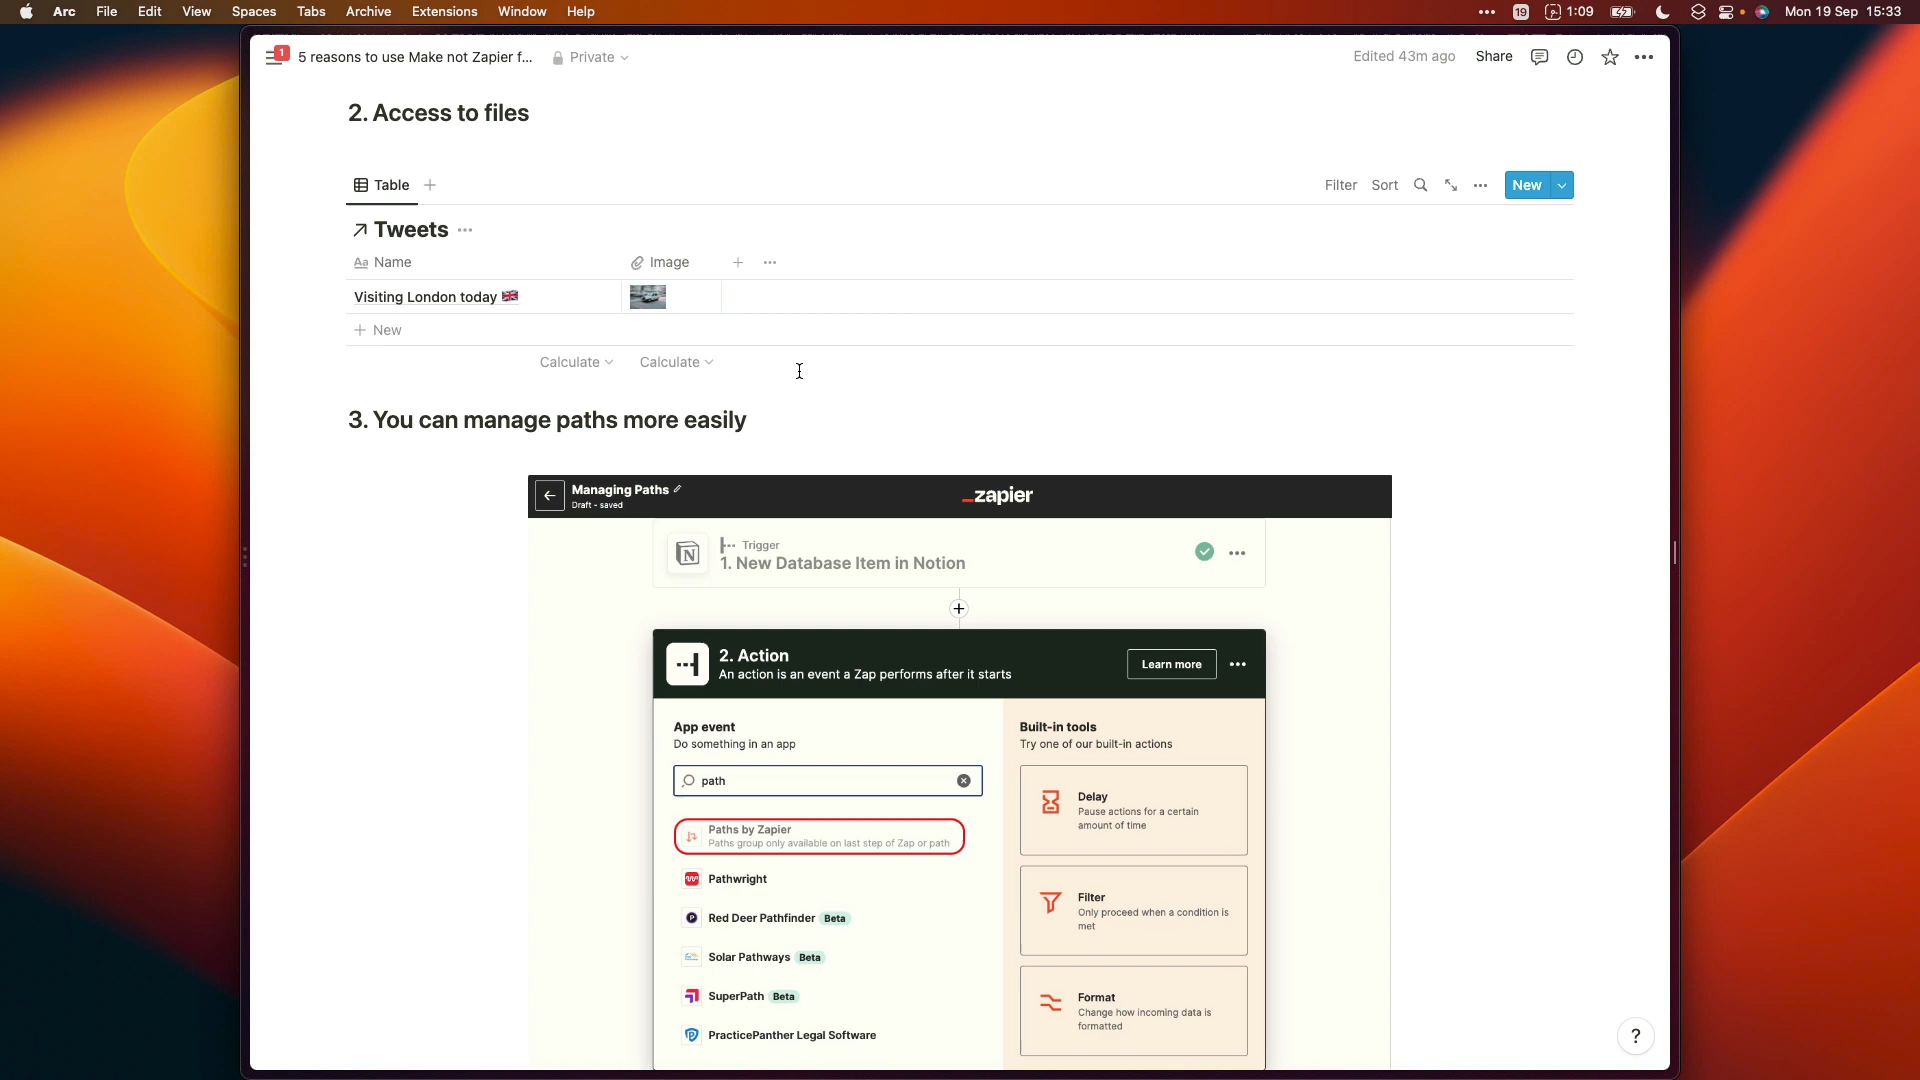 Arc File Edit View Spaces Tabs Archive Extensions Window Help
19 1:09 Mon 19 Sep 15:33
1 5 reasons to use Make not Zapier f... Private
Edited 43m ago Share
2. Access to files
Table
Filter Sort New
Tweets
Aa Name Image
Visiting London today 🇬🇧
New
Calculate Calculate
3. You can manage paths more easily
Managing Paths
Draft - saved
_zapier
Trigger
1. New Database Item in Notion
2. Action
An action is an event a Zap performs after it starts
Learn more
App event
Do something in an app
path
Paths by Zapier
Paths group only available on last step of Zap or path
Pathwright
Red Deer Pathfinder Beta
Solar Pathways Beta
SuperPath Beta
PracticePanther Legal Software
Built-in tools
Try one of our built-in actions
Delay
Pause actions for a certain
amount of time
Filter
Only proceed when a condition is
met
Format
Change how incoming data is
formatted
?